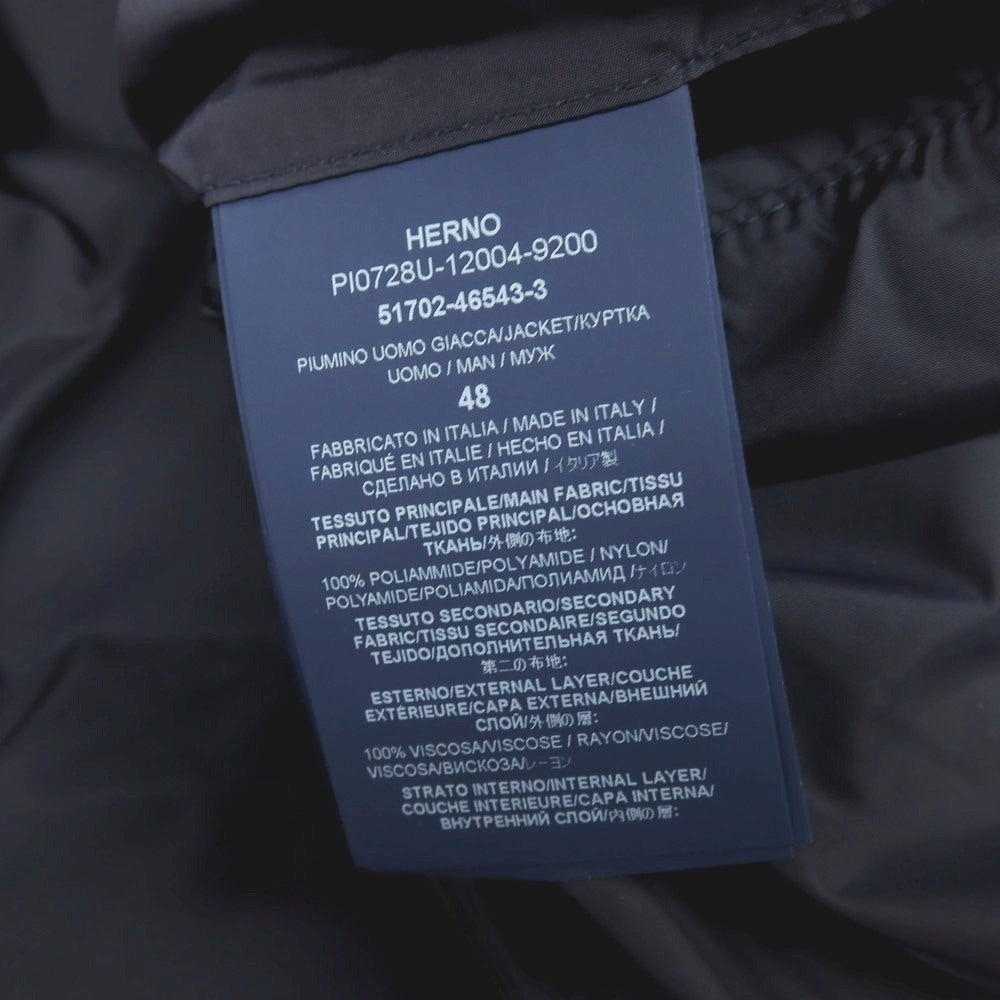 HERNO
PI0728U-12004-9200
51702-46543-3
PIUMINO UOMO GIACCA/JACKET/КУРТКА
UOMO / MAN / МУЖ
48
FABBRICATO IN ITALIA / MADE IN ITALY /
FABRIQUÉ EN ITALIE / HECHO EN ITALIA /
СДЕЛАНО В ИТАЛИИ / イタリア製
TESSUTO PRINCIPALE/MAIN FABRIC/TISSU
PRINCIPAL/TEJIDO PRINCIPAL/ОСНОВНАЯ
ТКАНЬ/外側の布地:
100% POLIAMMIDE/POLYAMIDE / NYLON/
POLYAMIDE/POLIAMIDA/ПОЛИАМИД /ナイロン
TESSUTO SECONDARIO/SECONDARY
FABRIC/TISSU SECONDAIRE/SEGUNDO
TEJIDO/ДОПОЛНИТЕЛЬНАЯ ТКАНЬ/
第二の布地:
ESTERNO/EXTERNAL LAYER/COUCHE
EXTÉRIEURE/CAPA EXTERNA/ВНЕШНИЙ
СЛОЙ/外側の層:
100% VISCOSA/VISCOSE / RAYON/VISCOSE/
VISCOSA/ВИСКОЗА/レーヨン
STRATO INTERNO/INTERNAL LAYER/
COUCHE INTERIEURE/CAPA INTERNA/
ВНУТРЕННИЙ СЛОЙ/内側の層: